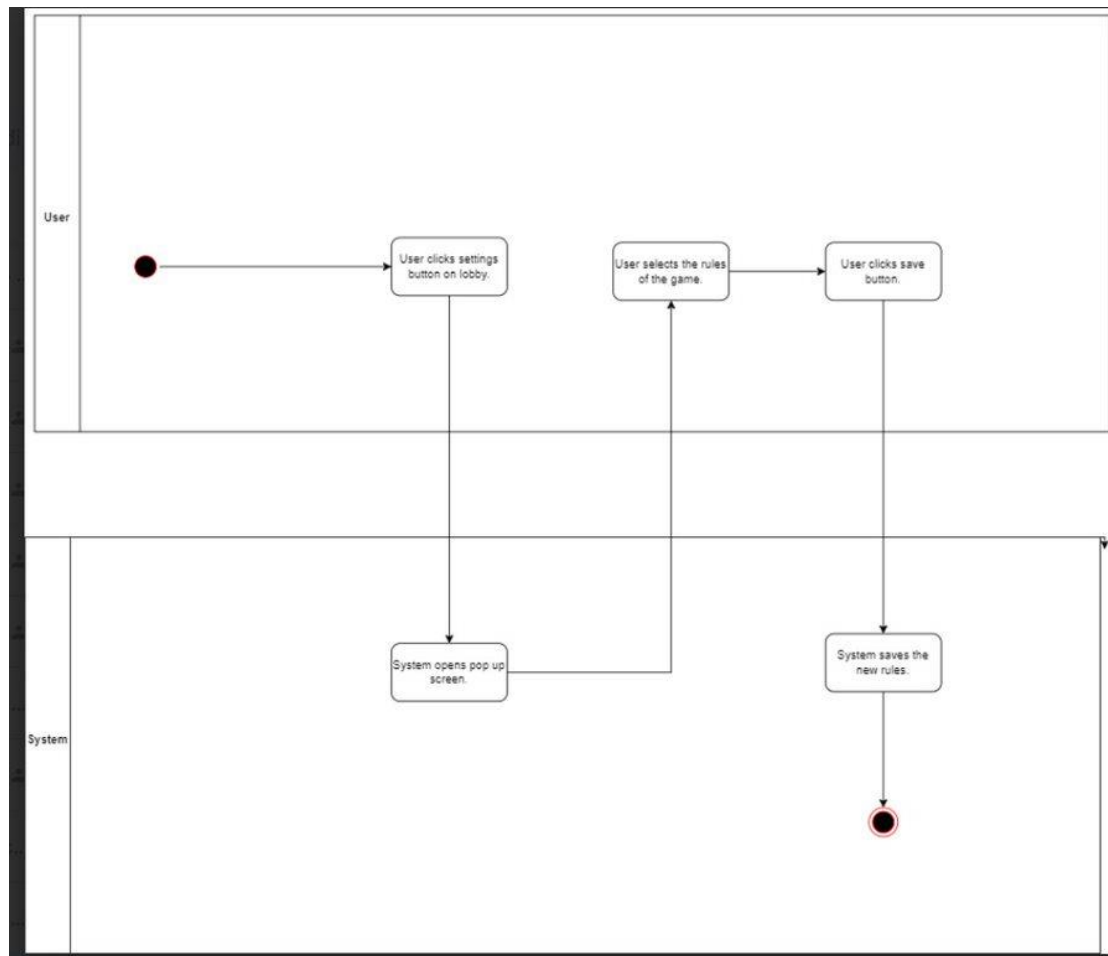 User
User clicks settings
button on lobby.
User selects the rules
of the game.
User clicks save
button.
System
System opens pop up
screen.
System saves the
new rules.